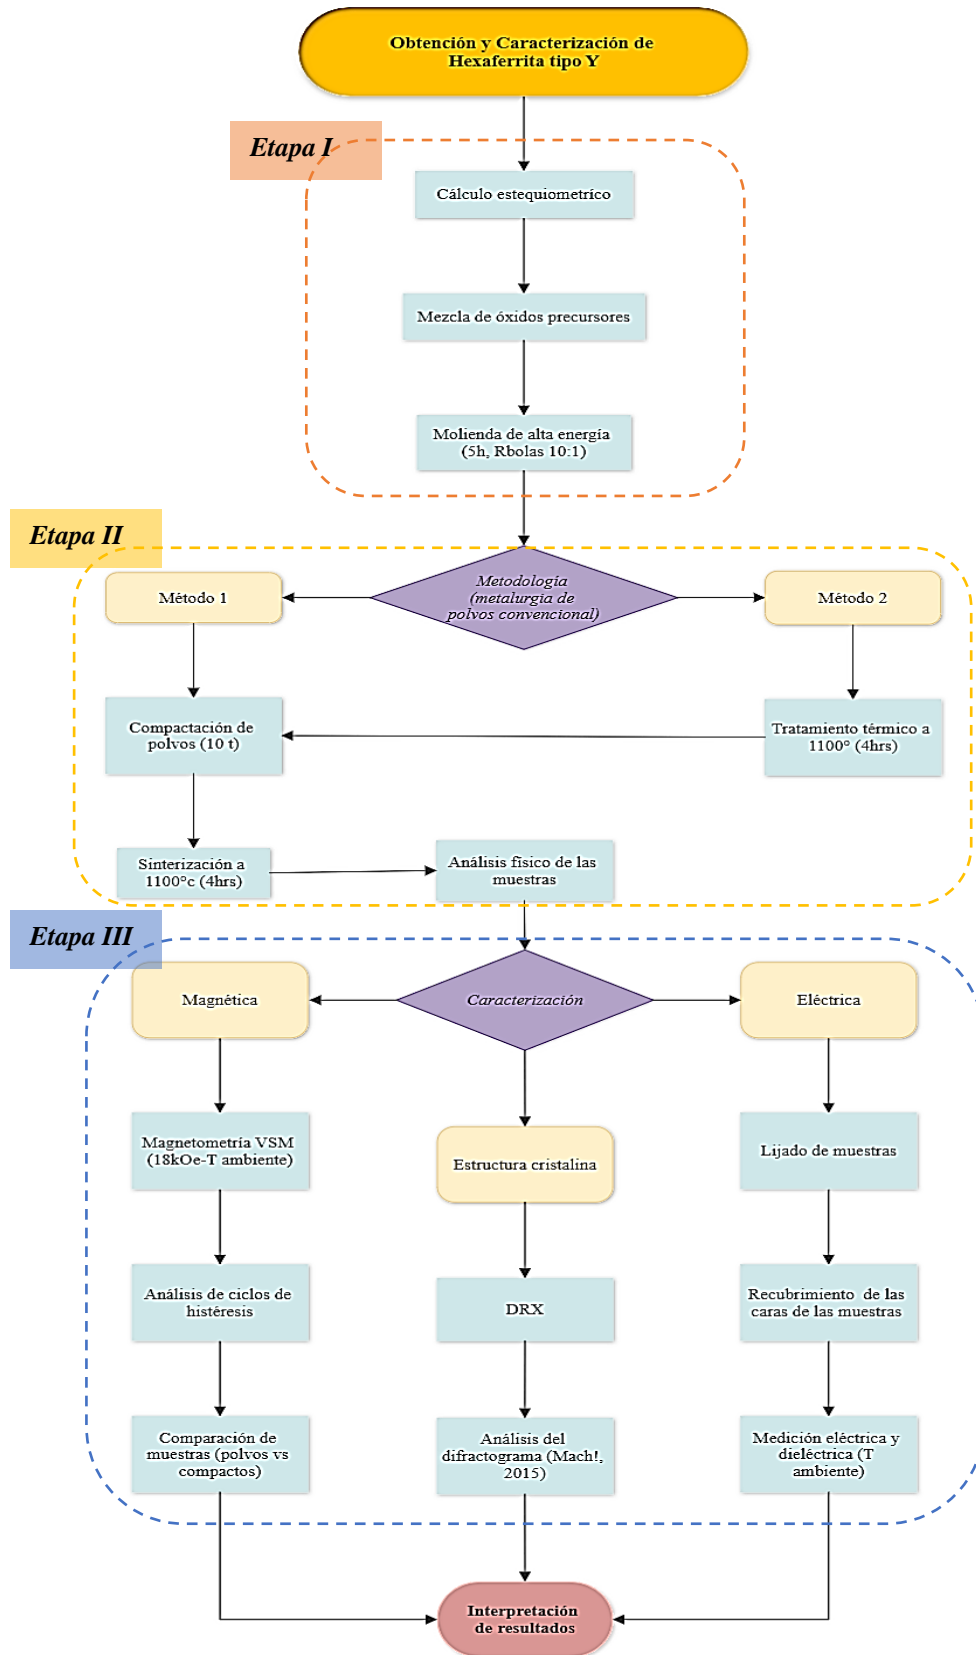 Obtención y Caracterización de
Hexaferrita tipo Y
Etapa I
Cálculo estequiometrico
Mezcla de óxidos precursores
Molienda de alta energía
(5h, Rbolas 10:1)
Etapa II
Metodología
(metalurgia de
polvos convencional)
Método 1
Método 2
Compactación de
polvos (10 t)
Tratamiento térmico a
1100° (4hrs)
Sinterización a
1100°c (4hrs)
Análisis físico de las
muestras
Etapa III
Magnética
Caracterización
Eléctrica
Magnetometría VSM
(18kOe-T ambiente)
Estructura cristalina
Lijado de muestras
Análisis de ciclos de
histéresis
DRX
Recubrimiento de las
caras de las muestras
Comparación de
muestras (polvos vs
compactos)
Análisis del
difractograma (Mach!,
2015)
Medición eléctrica y
dieléctrica (T
ambiente)
Interpretación
de resultados